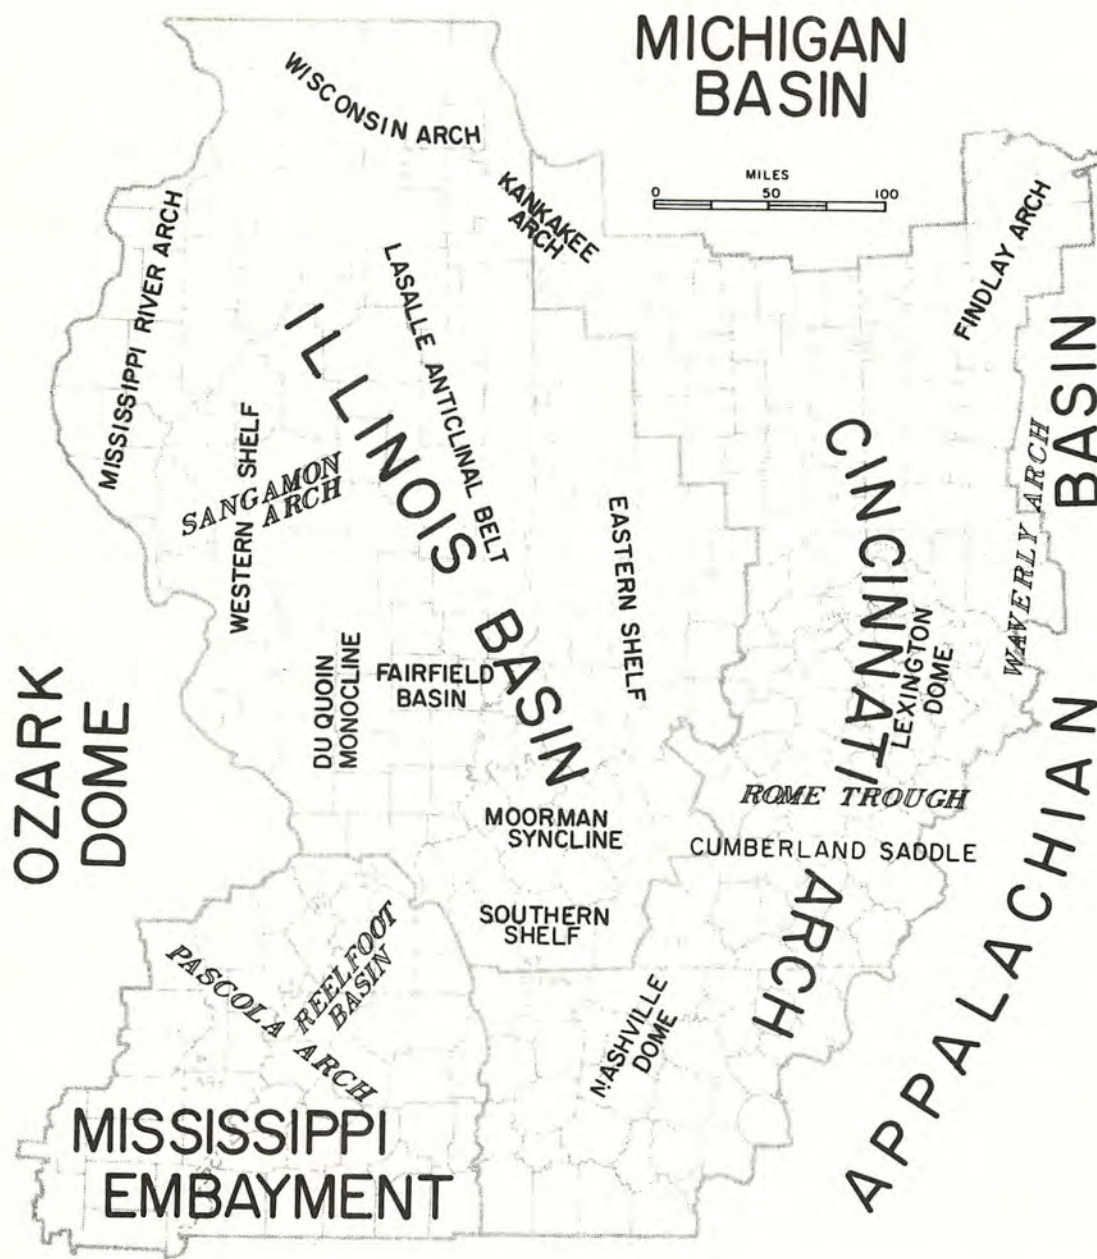 MICHIGAN
BASIN
WISCONSIN ARCH
MILES
0 50 100
KANKAKEE
ARCH
MISSISSIPPI RIVER ARCH
FINDLAY ARCH
LASALLE ANTICLINAL BELT
ILLINOIS BASIN
WESTERN SHELF
SANGAMON
ARCH
EASTERN SHELF
CINCINNATI ARCH
WAVERLY ARCH
APPALACHIAN BASIN
LEXINGTON
DOME
DU QUOIN
MONOCLINE
FAIRFIELD
BASIN
OZARK
DOME
MOORMAN
SYNCLINE
ROME TROUGH
CUMBERLAND SADDLE
SOUTHERN
SHELF
REELFOOT
BASIN
PASCOLA ARCH
NASHVILLE
DOME
MISSISSIPPI
EMBAYMENT